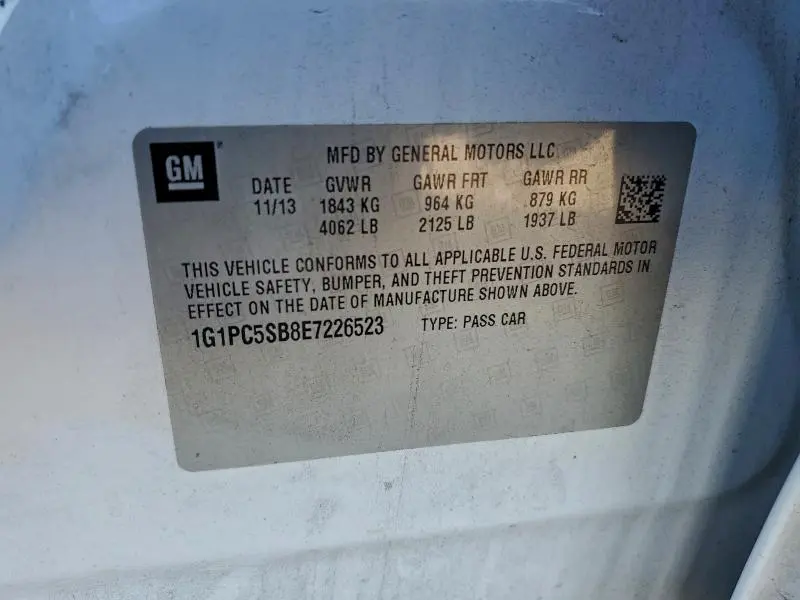 GM
MFD BY GENERAL MOTORS LLC
DATE GVWR GAWR FRT GAWR RR
11/13 1843 KG 964 KG 879 KG
4062 LB 2125 LB 1937 LB
THIS VEHICLE CONFORMS TO ALL APPLICABLE U.S. FEDERAL MOTOR
VEHICLE SAFETY, BUMPER, AND THEFT PREVENTION STANDARDS IN
EFFECT ON THE DATE OF MANUFACTURE SHOWN ABOVE.
1G1PC5SB8E7226523 TYPE: PASS CAR